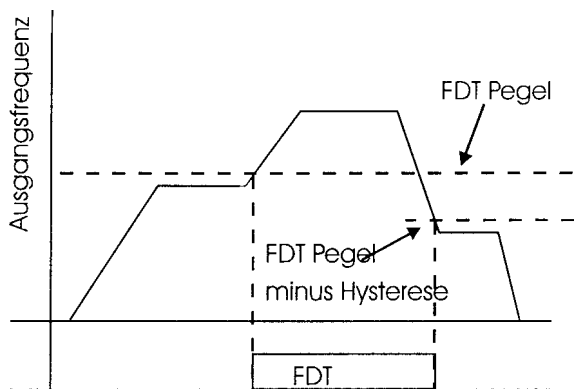 Ausgangsfrequenz
FDT Pegel
FDT Pegel
minus Hysterese
FDT